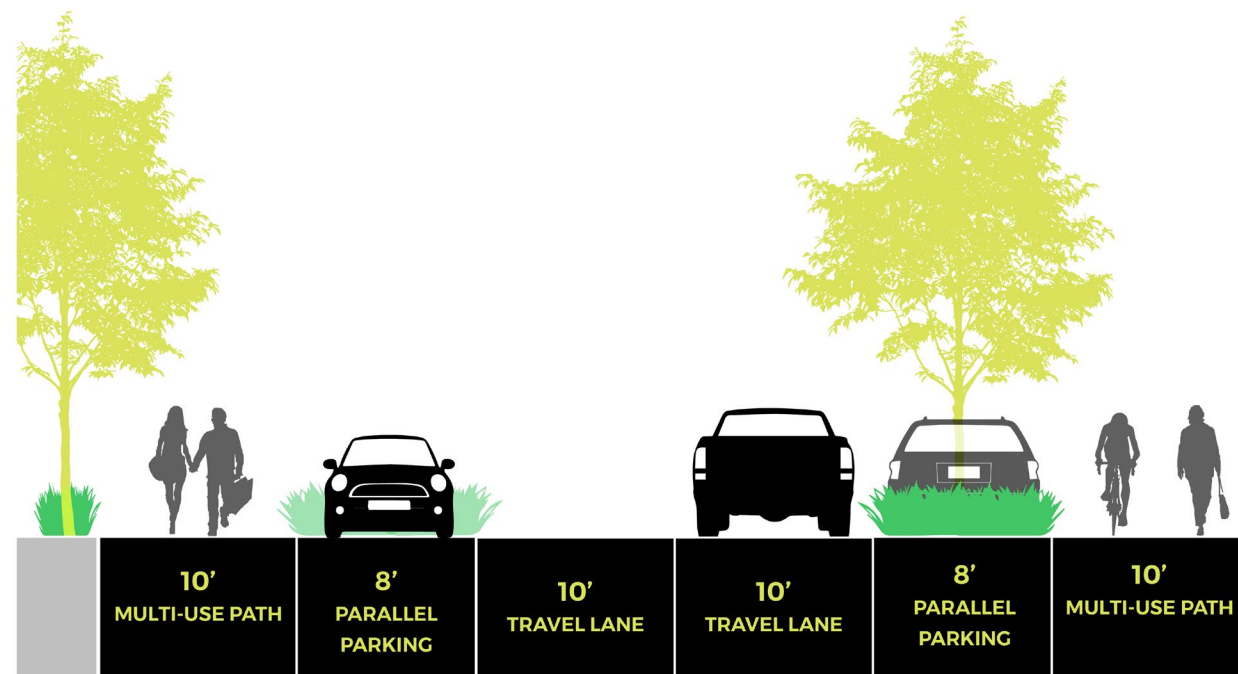 10’
MULTI-USE PATH
8’
PARALLEL
PARKING
10’
TRAVEL LANE
10’
TRAVEL LANE
8’
PARALLEL
PARKING
10’
MULTI-USE PATH